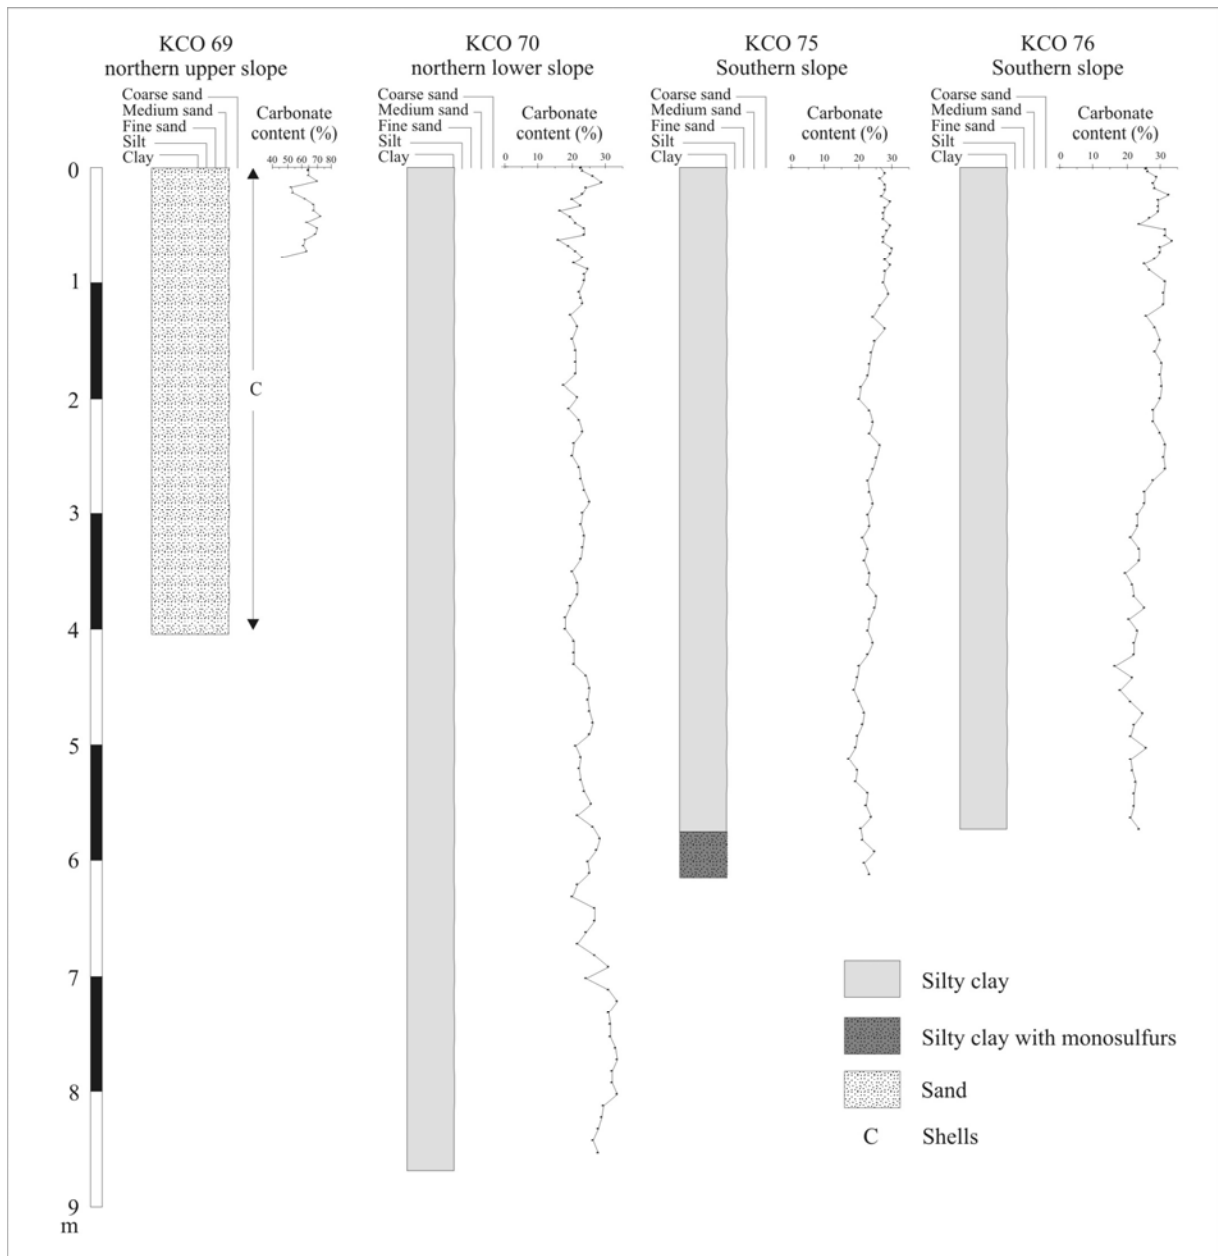 KCO 69
northern upper slope
Coarse sand
Medium sand
Fine sand
Silt
Clay
Carbonate
content (%)
40 50 60 70 80
KCO 70
northern lower slope
Coarse sand
Medium sand
Fine sand
Silt
Clay
Carbonate
content (%)
0 10 20 30
KCO 75
Southern slope
Coarse sand
Medium sand
Fine sand
Silt
Clay
Carbonate
content (%)
0 10 20 30
KCO 76
Southern slope
Coarse sand
Medium sand
Fine sand
Silt
Clay
Carbonate
content (%)
0 10 20 30
0
1
2
3
4
5
6
7
8
9
m
C
Silty clay
Silty clay with monosulfurs
Sand
C Shells